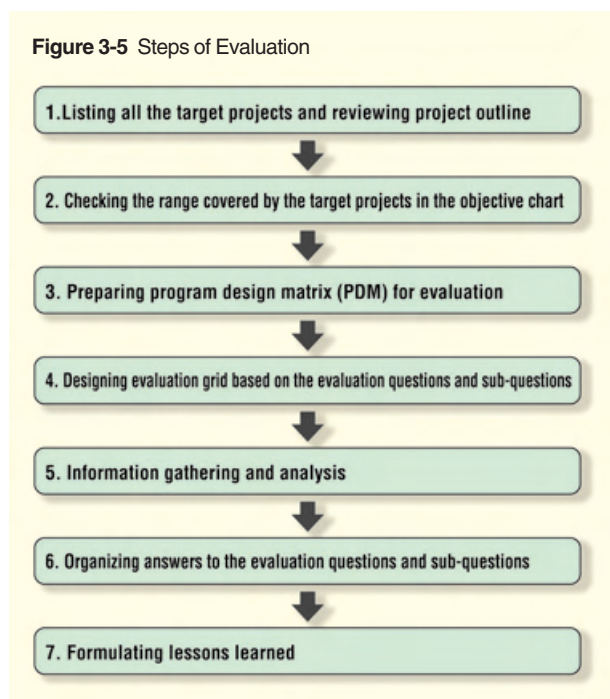 Figure 3-5 Steps of Evaluation
1.Listing all the target projects and reviewing project outline
2. Checking the range covered by the target projects in the objective chart
3. Preparing program design matrix (PDM) for evaluation
4. Designing evaluation grid based on the evaluation questions and sub-questions
5. Information gathering and analysis
6. Organizing answers to the evaluation questions and sub-questions
7. Formulating lessons learned